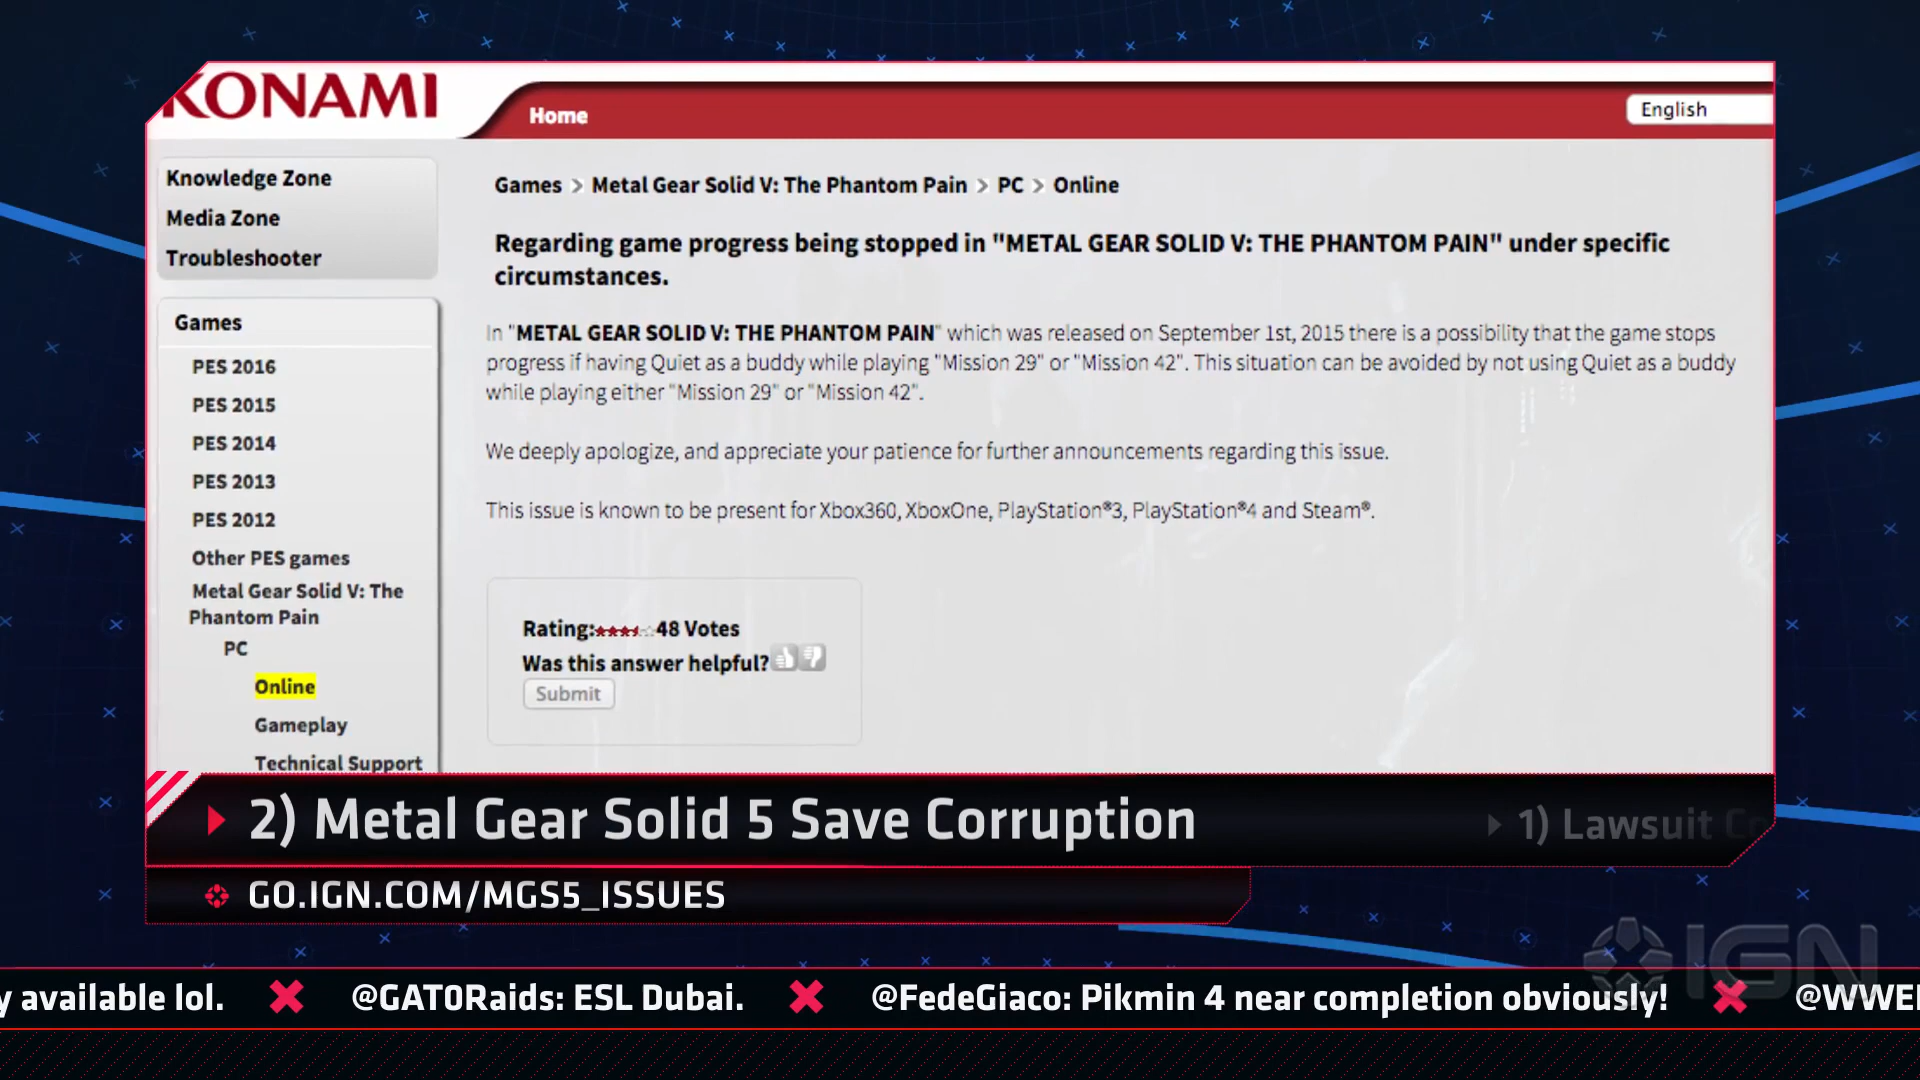 KONAMI
Home
English
Knowledge Zone
Media Zone
Troubleshooter
Games
PES 2016
PES 2015
PES 2014
PES 2013
PES 2012
Other PES games
Metal Gear Solid V: The
Phantom Pain
PC
Online
Gameplay
Technical Support
Games > Metal Gear Solid V: The Phantom Pain > PC > Online
Regarding game progress being stopped in "METAL GEAR SOLID V: THE PHANTOM PAIN" under specific
circumstances.
In "METAL GEAR SOLID V: THE PHANTOM PAIN" which was released on September 1st, 2015 there is a possibility that the game stops
progress if having Quiet as a buddy while playing "Mission 29" or "Mission 42". This situation can be avoided by not using Quiet as a buddy
while playing either "Mission 29" or "Mission 42".
We deeply apologize, and appreciate your patience for further announcements regarding this issue.
This issue is known to be present for Xbox360, XboxOne, PlayStation®3, PlayStation®4 and Steam®.
Rating: 48 Votes
Was this answer helpful?
Submit
2) Metal Gear Solid 5 Save Corruption
1) Lawsuit
GO.IGN.COM/MGS5_ISSUES
IGN
y available lol. @GAT0Raids: ESL Dubai. @FedeGiaco: Pikmin 4 near completion obviously! @WWE